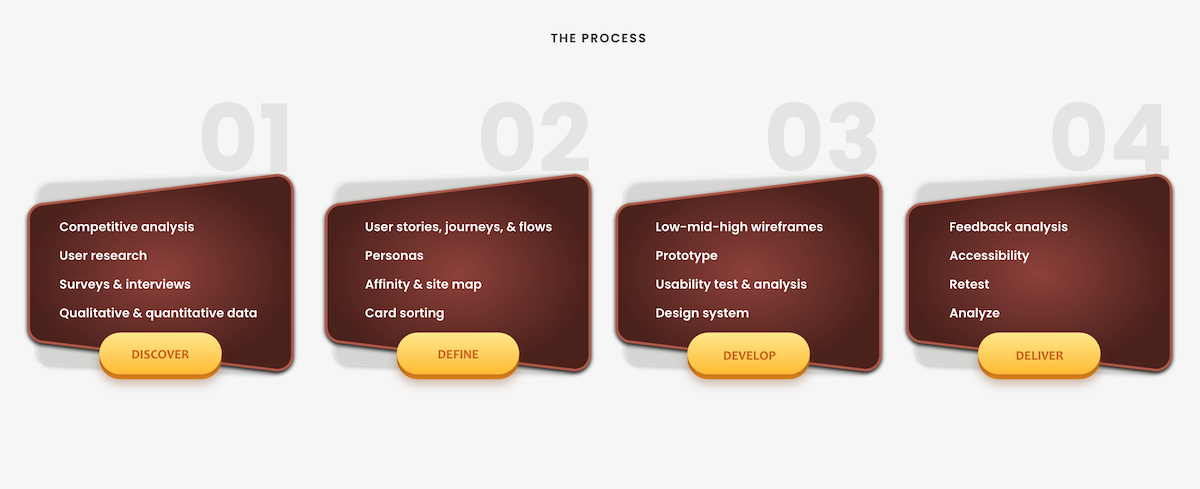 THE PROCESS
01
Competitive analysis
User research
Surveys & interviews
Qualitative & quantitative data
DISCOVER
02
User stories, journeys, & flows
Personas
Affinity & site map
Card sorting
DEFINE
03
Low-mid-high wireframes
Prototype
Usability test & analysis
Design system
DEVELOP
04
Feedback analysis
Accessibility
Retest
Analyze
DELIVER